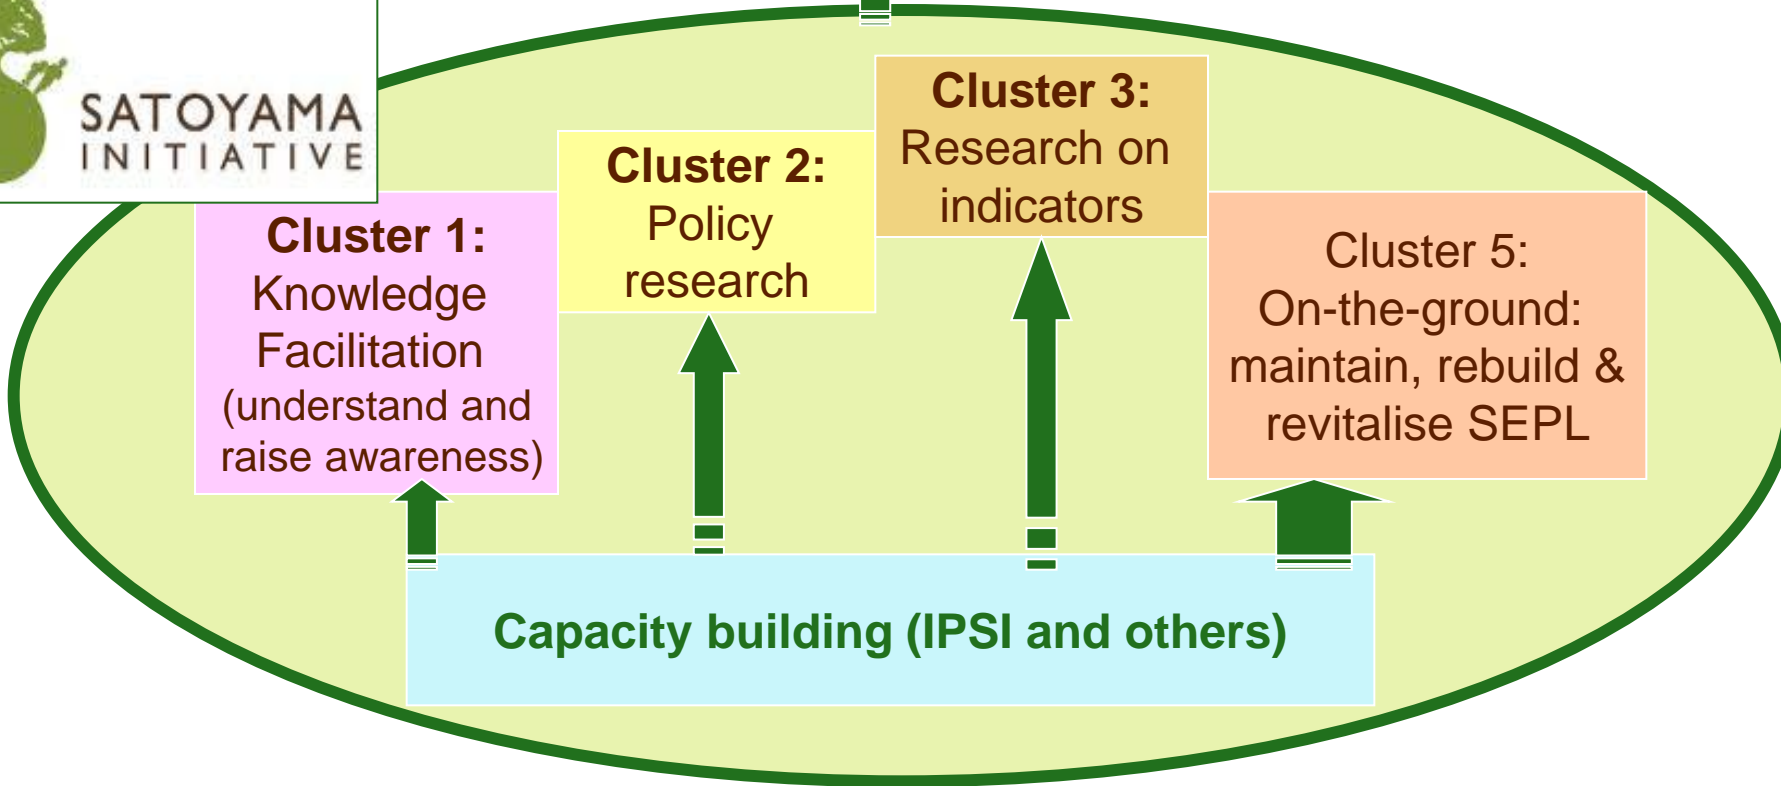 SATOYAMA
INITIATIVE
Cluster 1:
Knowledge
Facilitation
(understand and
raise awareness)
Cluster 2:
Policy
research
Cluster 3:
Research on
indicators
Cluster 5:
On-the-ground:
maintain, rebuild &
revitalise SEPL
Capacity building (IPSI and others)